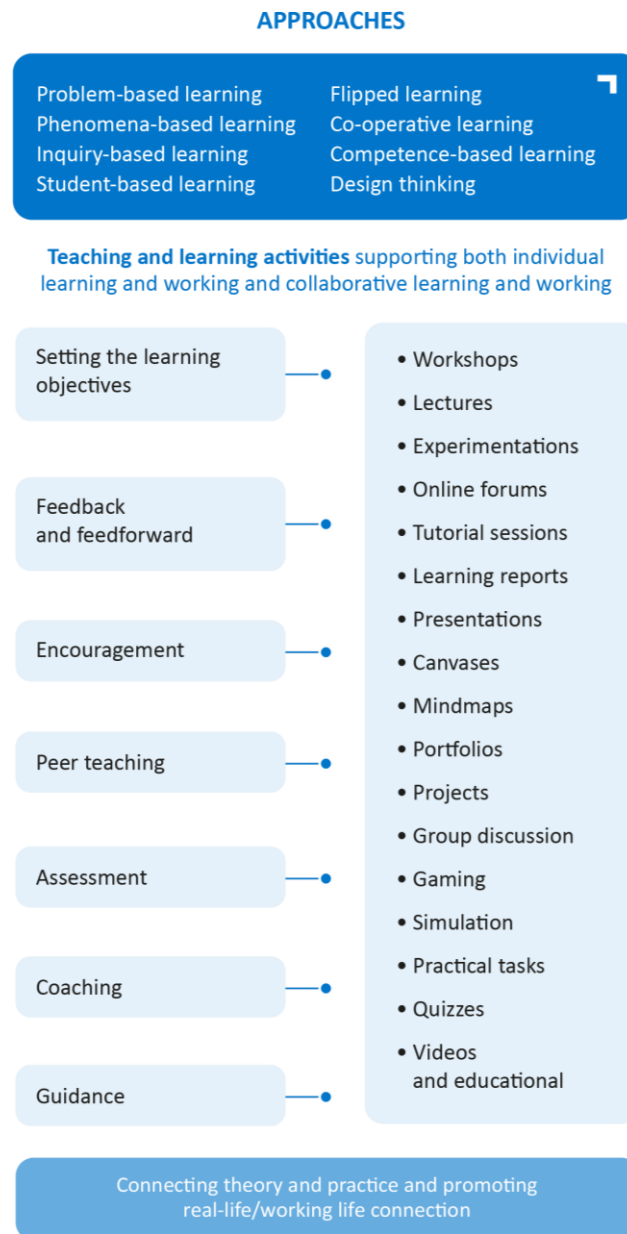 APPROACHES
Problem-based learning
Phenomena-based learning
Inquiry-based learning
Student-based learning
Flipped learning
Co-operative learning
Competence-based learning
Design thinking
Teaching and learning activities supporting both individual
learning and working and collaborative learning and working
Setting the learning
objectives
Feedback
and feedforward
Encouragement
Peer teaching
Assessment
Coaching
Guidance
• Workshops
• Lectures
• Experimentations
• Online forums
• Tutorial sessions
• Learning reports
• Presentations
• Canvases
• Mindmaps
• Portfolios
• Projects
• Group discussion
• Gaming
• Simulation
• Practical tasks
• Quizzes
• Videos
and educational
Connecting theory and practice and promoting
real-life/working life connection